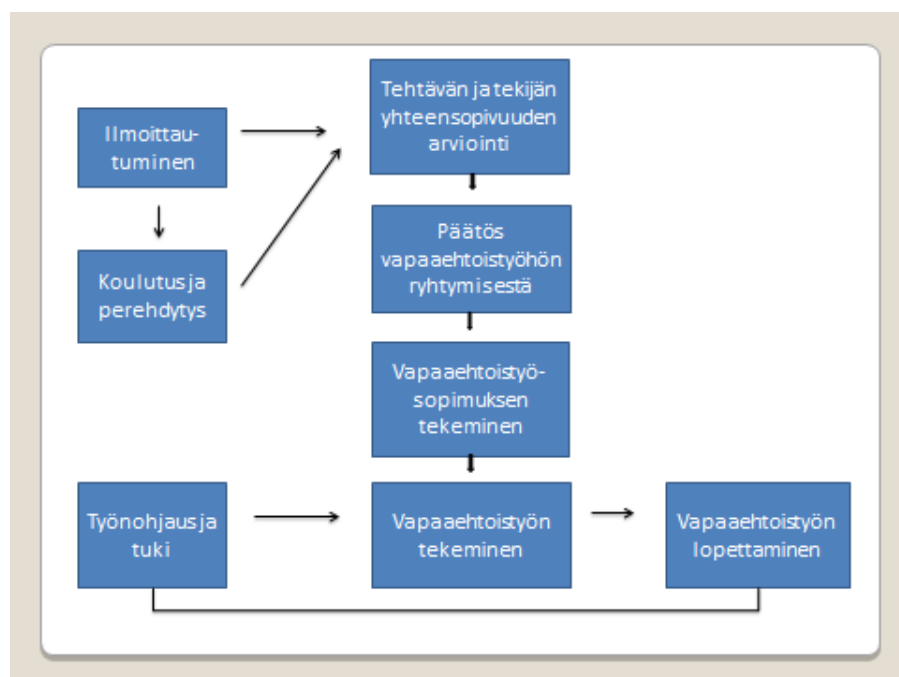 Ilmoittau-
tuminen
Koulutus ja
perehdytys
Tehtävän ja tekijän
yhteensopivuuden
arviointi
Päätös
vapaaehtoistyöhön
ryhtymisestä
Vapaaehtoistyö-
sopimuksen
tekeminen
Työnohjaus ja
tuki
Vapaaehtoistyön
tekeminen
Vapaaehtoistyön
lopettaminen